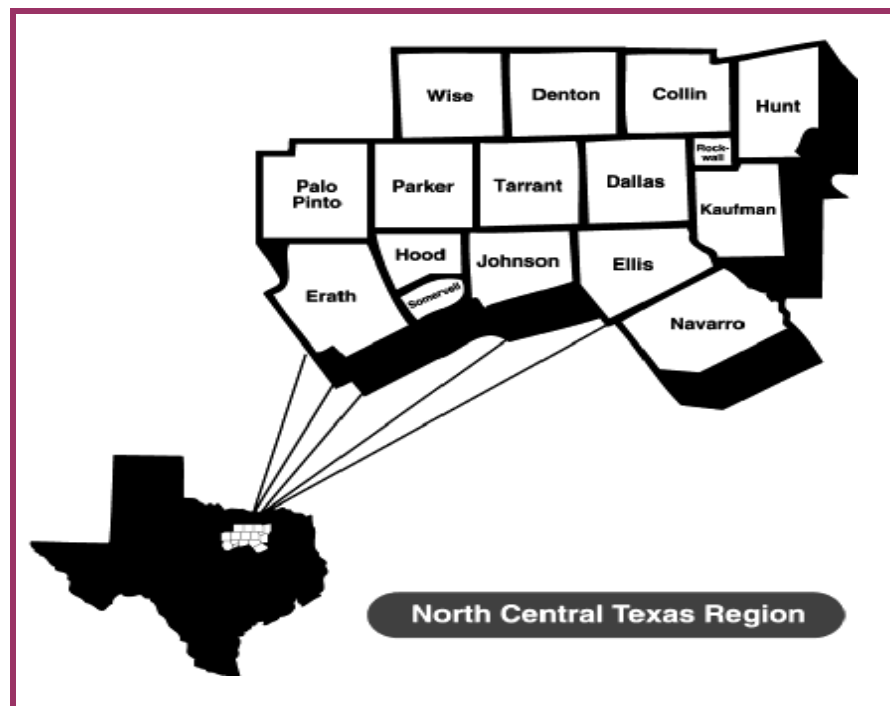 Wise
Denton
Collin
Hunt
Rock-
wall
Palo
Pinto
Parker
Tarrant
Dallas
Kaufman
Hood
Johnson
Ellis
Erath
Somervell
Navarro
North Central Texas Region